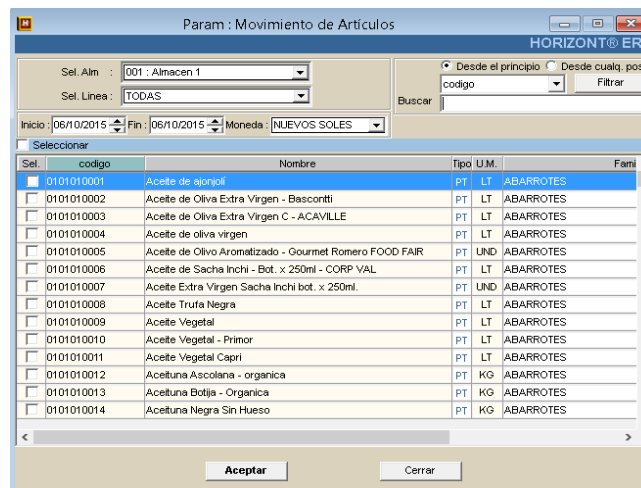 Param : Movimiento de Artículos
HORIZONT® ER
Sel. Alm : 001 : Almacen 1
Sel. Linea : TODAS
Desde el principio Desde cualq. pos
codigo Filtrar
Buscar
Inicio : 06/10/2015 Fin : 06/10/2015 Moneda : NUEVOS SOLES
Seleccionar
Sel. codigo Nombre Tipo U.M. Fami
0101010001 Aceite de ajonjolí PT LT ABARROTES
0101010002 Aceite de Oliva Extra Virgen - Bascontti PT LT ABARROTES
0101010003 Aceite de Oliva Extra Virgen C - ACAVILLE PT LT ABARROTES
0101010004 Aceite de oliva virgen PT LT ABARROTES
0101010005 Aceite de Olivo Aromatizado - Gourmet Romero FOOD FAIR PT UND ABARROTES
0101010006 Aceite de Sacha Inchi - Bot. x 250ml - CORP VAL PT LT ABARROTES
0101010007 Aceite Extra Virgen Sacha Inchi bot. x 250ml. PT UND ABARROTES
0101010008 Aceite Trufa Negra PT LT ABARROTES
0101010009 Aceite Vegetal PT LT ABARROTES
0101010010 Aceite Vegetal - Primor PT LT ABARROTES
0101010011 Aceite Vegetal Capri PT LT ABARROTES
0101010012 Aceituna Ascolana - organica PT KG ABARROTES
0101010013 Aceituna Botija - Organica PT KG ABARROTES
0101010014 Aceituna Negra Sin Hueso PT KG ABARROTES
Aceptar Cerrar